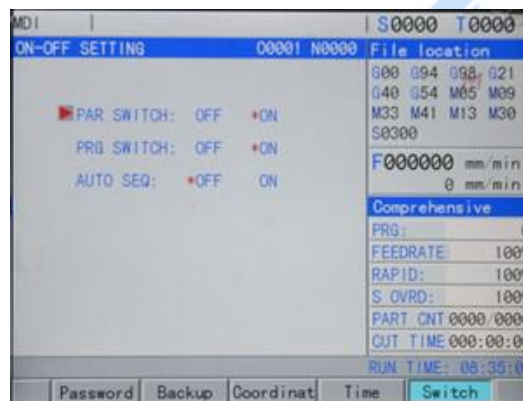 MDI
S0000 T0000
ON-OFF SETTING O0001 N0000
File location
G00 G94 G98 G21
G40 G54 M05 M09
M33 M41 M13 M30
S0300
PAR SWITCH: OFF *ON
PRG SWITCH: OFF *ON
AUTO SEQ: *OFF ON
F000000 mm/min
0 mm/min
Comprehensive
PRG:
FEEDRATE: 100
RAPID: 100
S OVRD: 100
PART CNT 0000/000
CUT TIME 000:00:0
RUN TIME: 08:35:0
Password Backup Coordinat Time Switch